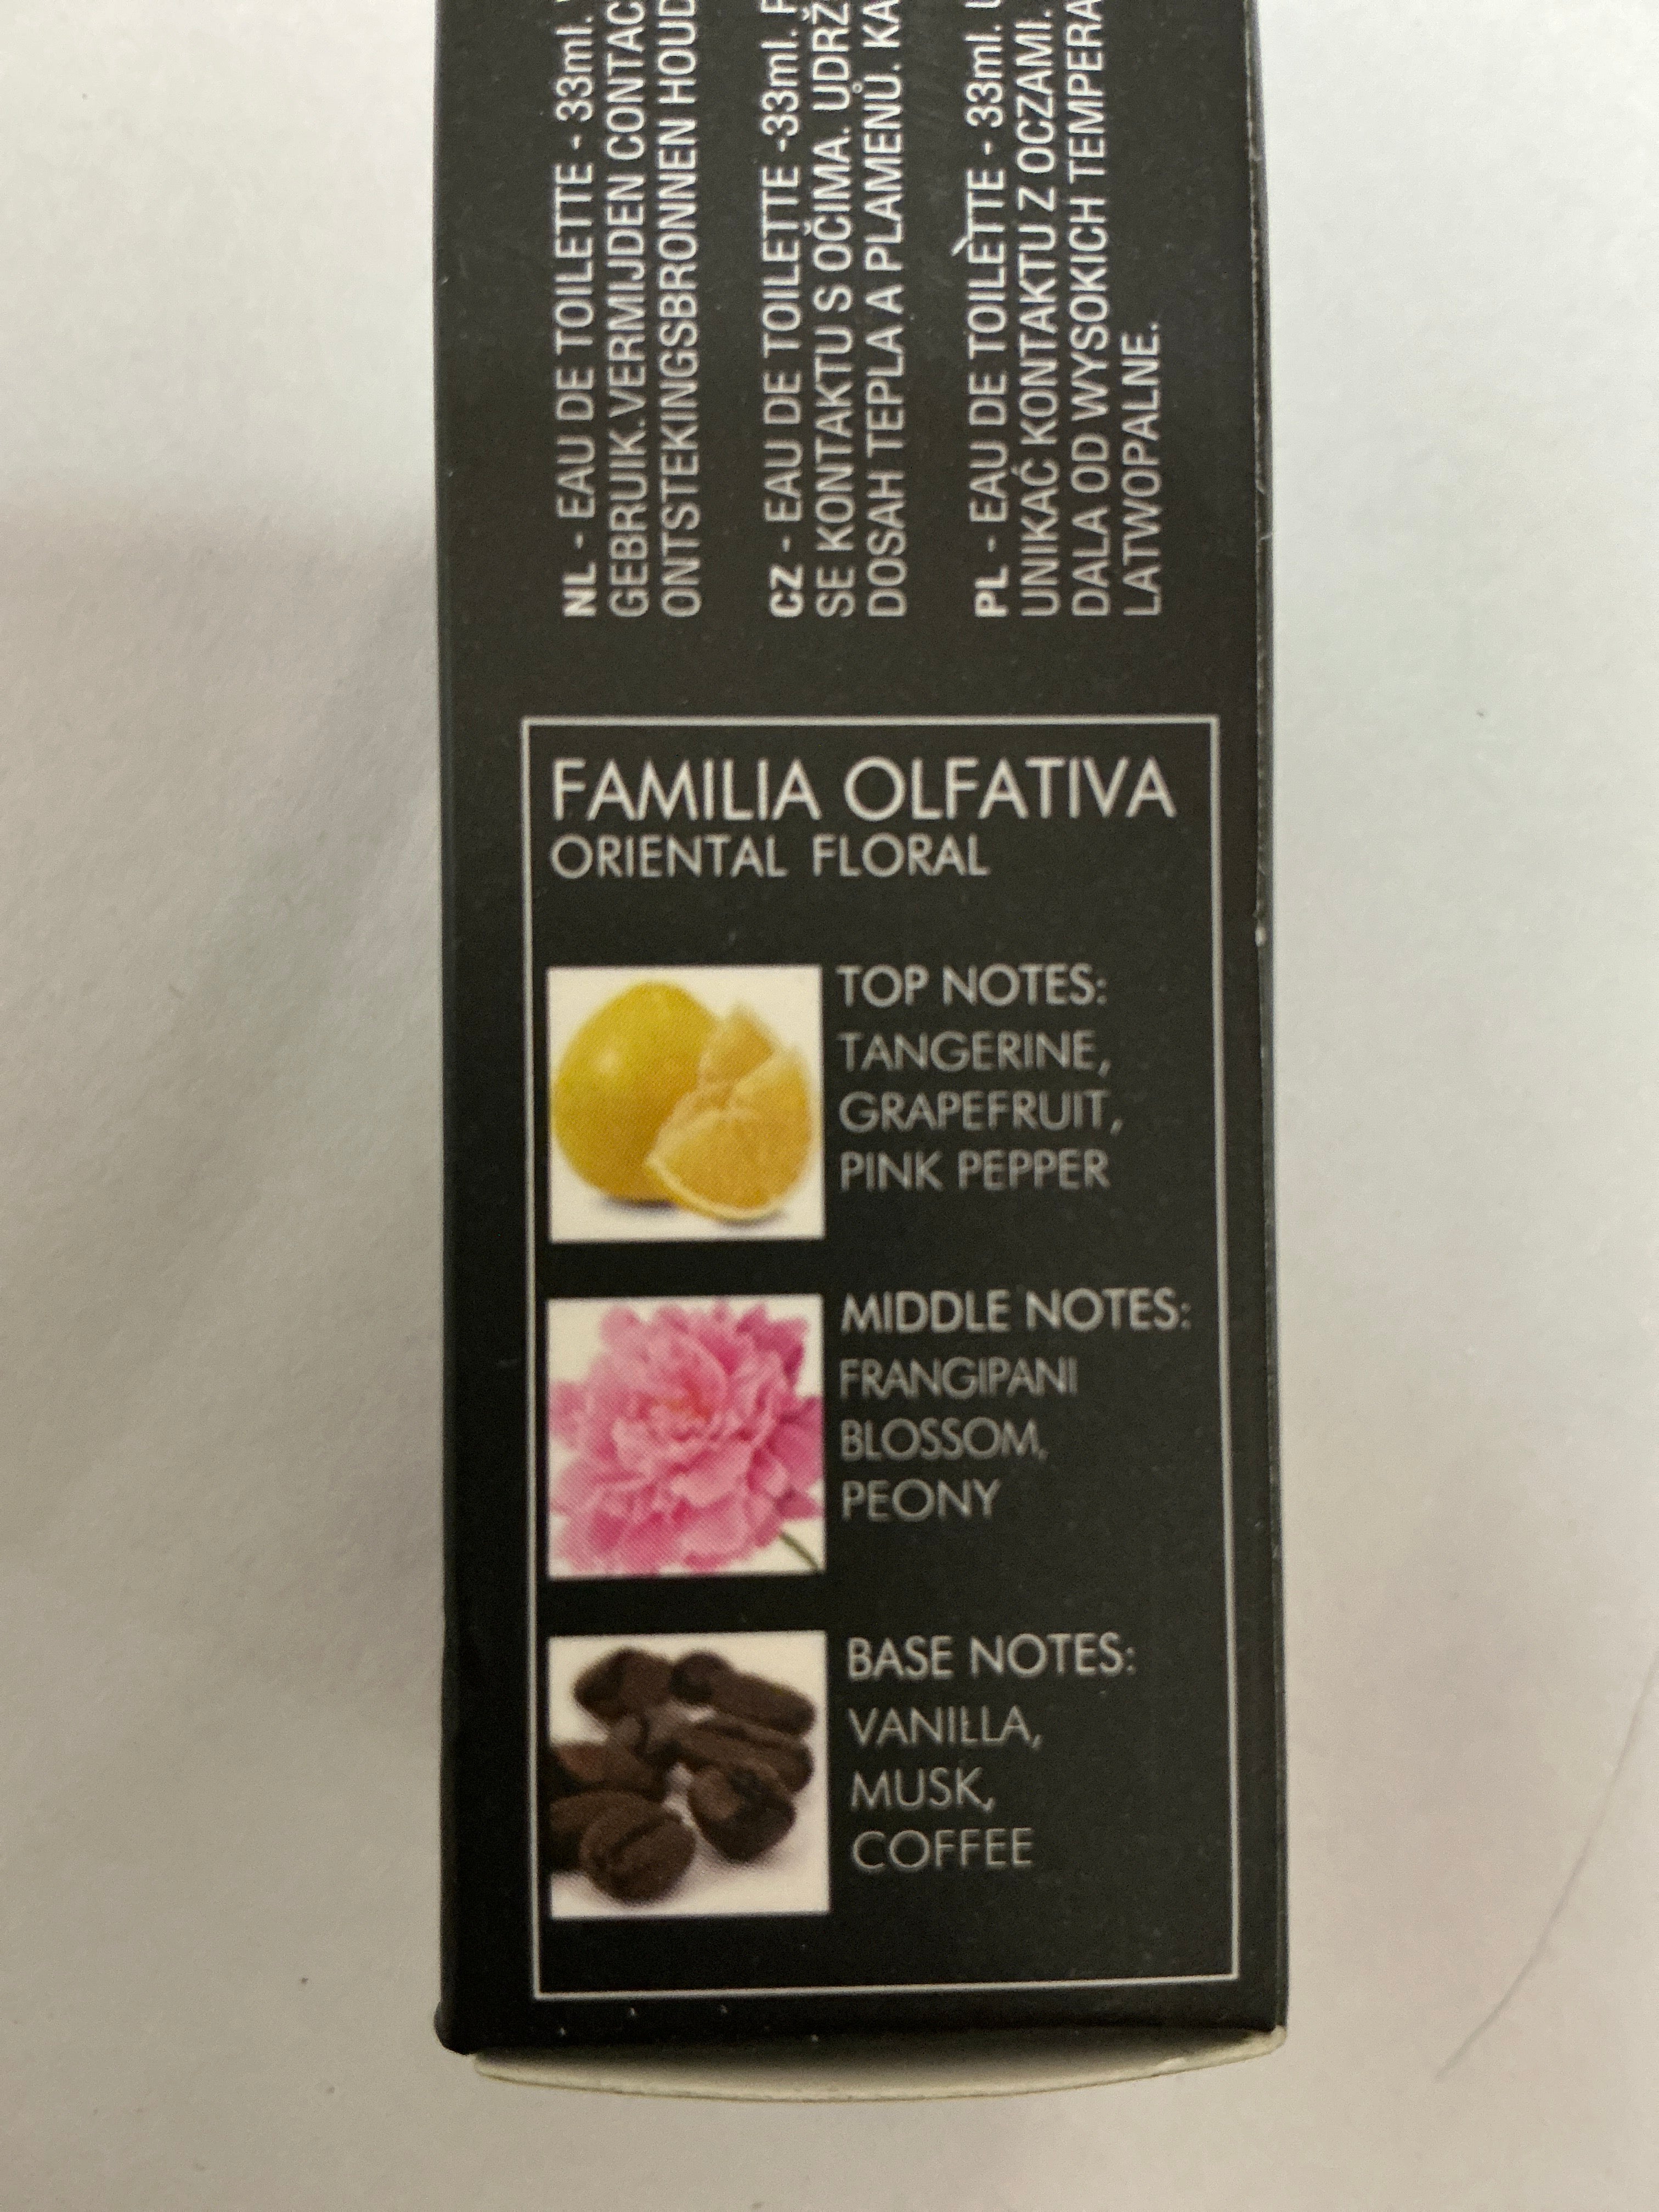 NL - EAU DE TOILETTE - 33ml.
GEBRUIK.VERMIJDEN CONTAC
ONTSTEKINGSBRONNEN HOUD
CZ - EAU DE TOILETTE -33ml.
SE KONTAKTU S OČIMA. UDRŽ
DOSAH TEPLA A PLAMENŮ. KA
PL - EAU DE TOILÈTTE - 33ml.
UNIKAĆ KONTAKTU Z OCZAMI.
DALA OD WYSOKICH TEMPERA
LATWOPALNE.
FAMILIA OLFATIVA
ORIENTAL FLORAL
TOP NOTES:
TANGERINE,
GRAPEFRUIT,
PINK PEPPER
MIDDLE NOTES:
FRANGIPANI
BLOSSOM,
PEONY
BASE NOTES:
VANILLA,
MUSK,
COFFEE